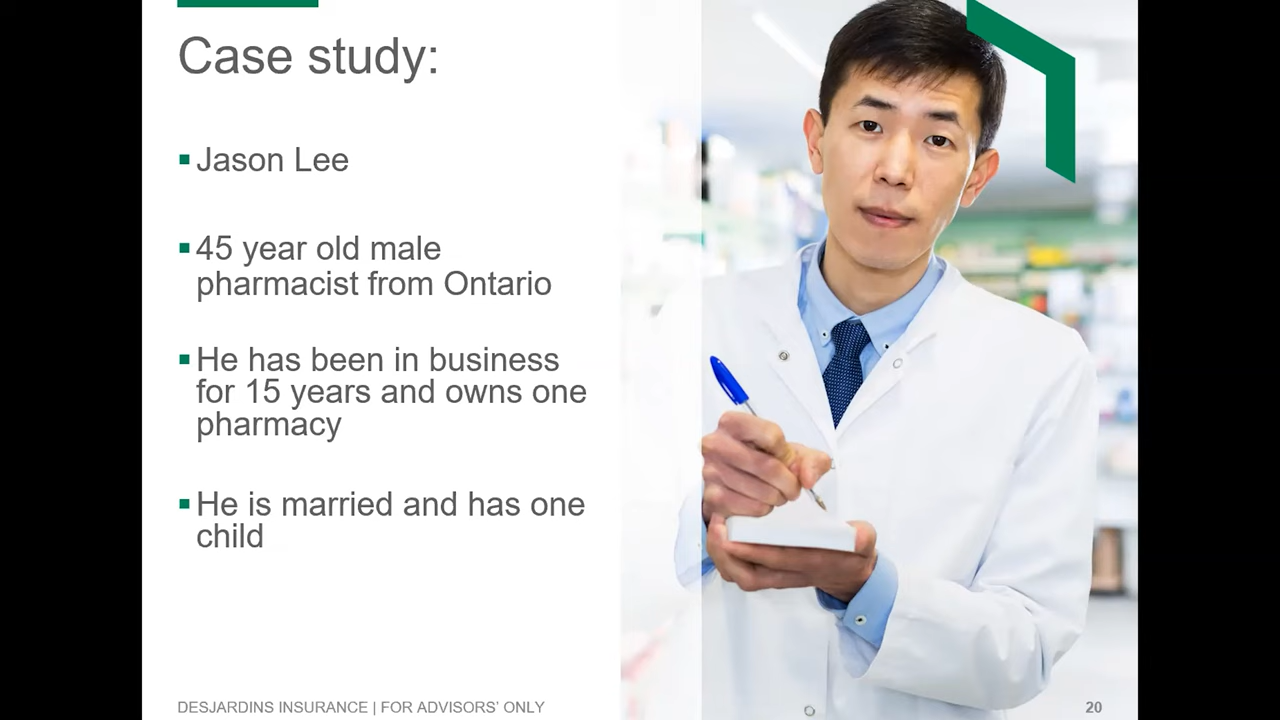 Case study:
Jason Lee
45 year old male
pharmacist from Ontario
He has been in business
for 15 years and owns one
pharmacy
He is married and has one
child
DESJARDINS INSURANCE | FOR ADVISORS' ONLY
20